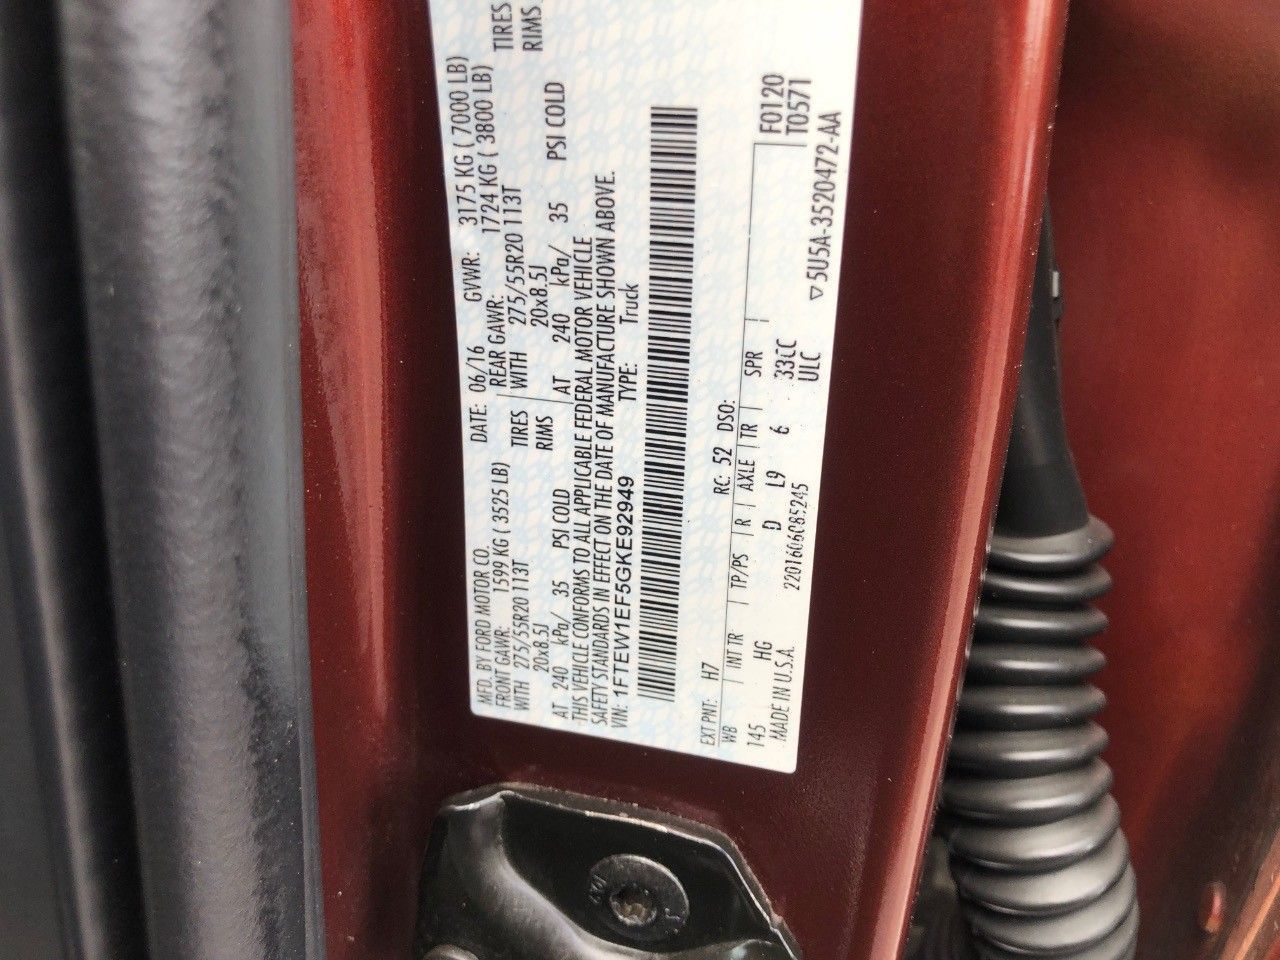 MFD. BY FORD MOTOR CO. DATE: 06/16 GVWR: 3175 KG ( 7000 LB)
FRONT GAWR: 1599 KG ( 3525 LB) REAR GAWR: 1724 KG ( 3800 LB)
WITH 275/55R20 113T TIRES WITH 275/55R20 113T TIRES
20x8.5J RIMS 20x8.5J RIMS
AT 240 kPa/ 35 PSI COLD AT 240 kPa/ 35 PSI COLD
THIS VEHICLE CONFORMS TO ALL APPLICABLE FEDERAL MOTOR VEHICLE
SAFETY STANDARDS IN EFFECT ON THE DATE OF MANUFACTURE SHOWN ABOVE.
VIN: 1FTEW1EF5GKE92949 TYPE: Truck
EXT PNT: H7 RC: 52 DSO:
WB INT TR TP/PS R AXLE TR SPR F0120
145 HG D L9 6 33CC T0571
MADE IN U.S.A. 2201606085245 ULC
▽5U5A-3520472-AA